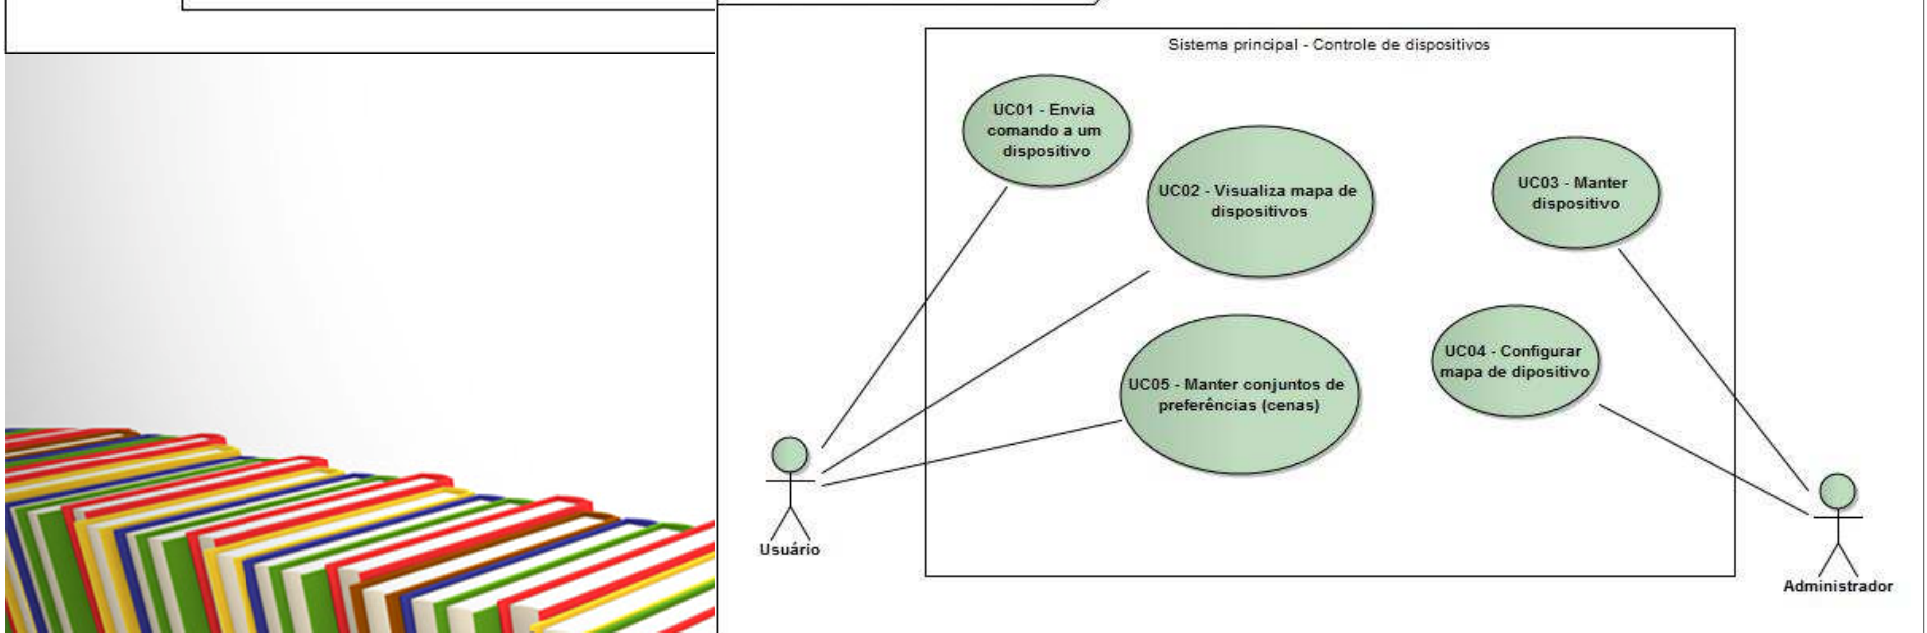 Sistema principal - Controle de dispositivos
UC01 - Envia
comando a um
dispositivo
UC02 - Visualiza mapa de
dispositivos
UC03 - Manter
dispositivo
UC04 - Configurar
mapa de dipositivo
UC05 - Manter conjuntos de
preferências (cenas)
Usuário
Administrador